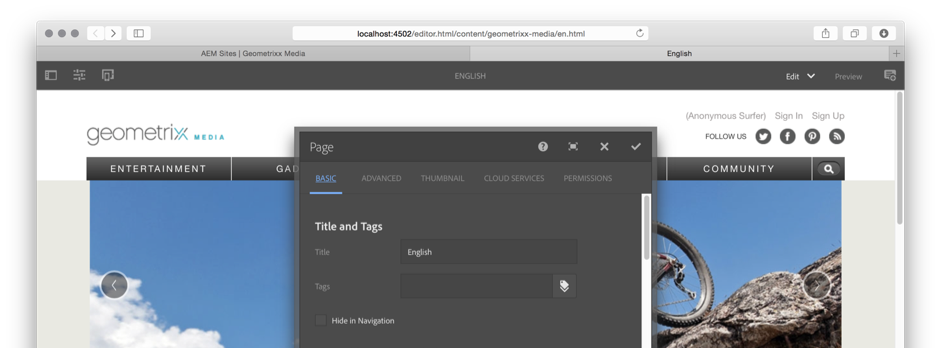 localhost:4502/editor.html/content/geometrixx-media/en.html
AEM Sites | Geometrixx Media
English
ENGLISH
Edit
Preview
(Anonymous Surfer) Sign In Sign Up
geometrixx MEDIA
FOLLOW US
ENTERTAINMENT
GAD
COMMUNITY
Page
BASIC ADVANCED THUMBNAIL CLOUD SERVICES PERMISSIONS
Title and Tags
Title English
Tags
Hide in Navigation